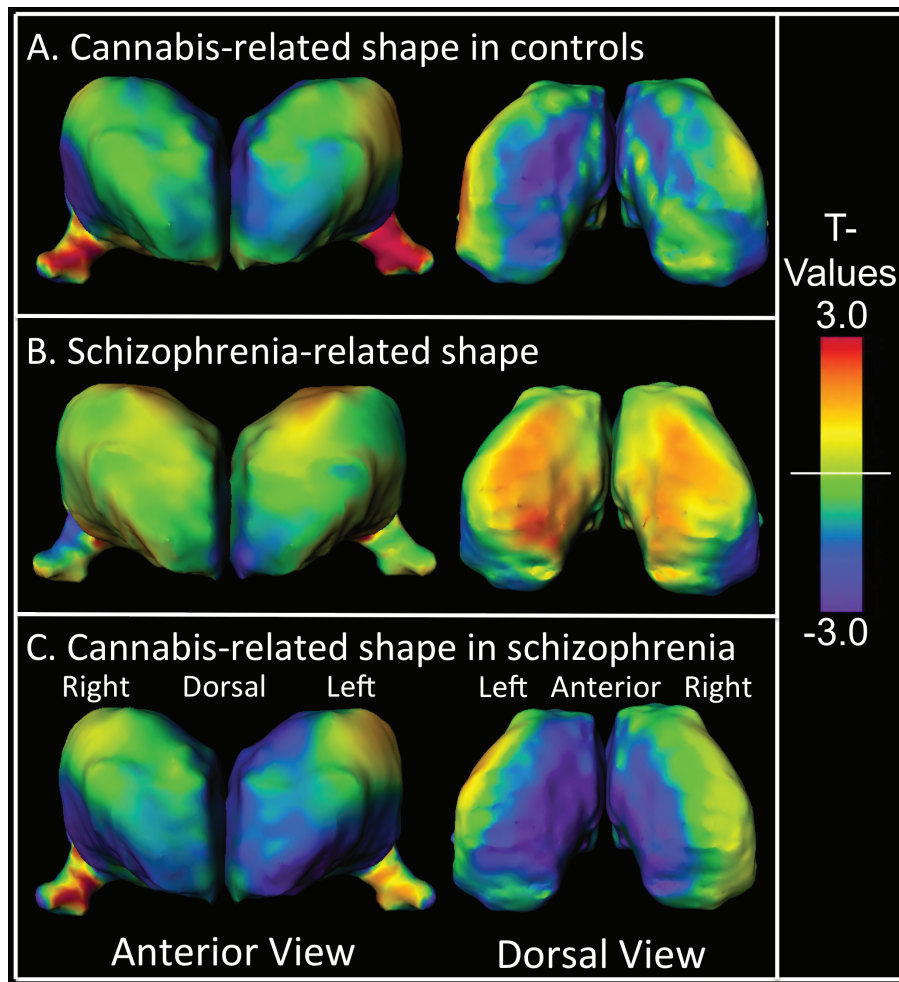 A. Cannabis-related shape in controls
B. Schizophrenia-related shape
C. Cannabis-related shape in schizophrenia
Right Dorsal Left
Left Anterior Right
Anterior View
Dorsal View
T-
Values
3.0
-3.0